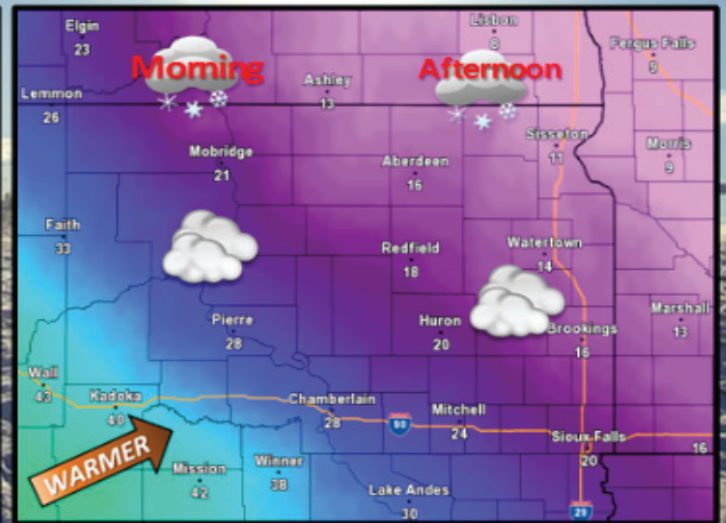 Elgin
23
Lisbon
8
Fergus Falls
9
Morning
Afternoon
Lemmon
26
Ashley
13
Mobridge
21
Aberdeen
16
Sisseton
11
Morris
9
Faith
33
Redfield
18
Watertown
14
Pierre
28
Huron
20
Brookings
16
Marshall
13
Wall
43
Kadoka
40
Chamberlain
28
90
Mitchell
24
Sioux Falls
20
16
WARMER
Mission
42
Winner
38
Lake Andes
30
29